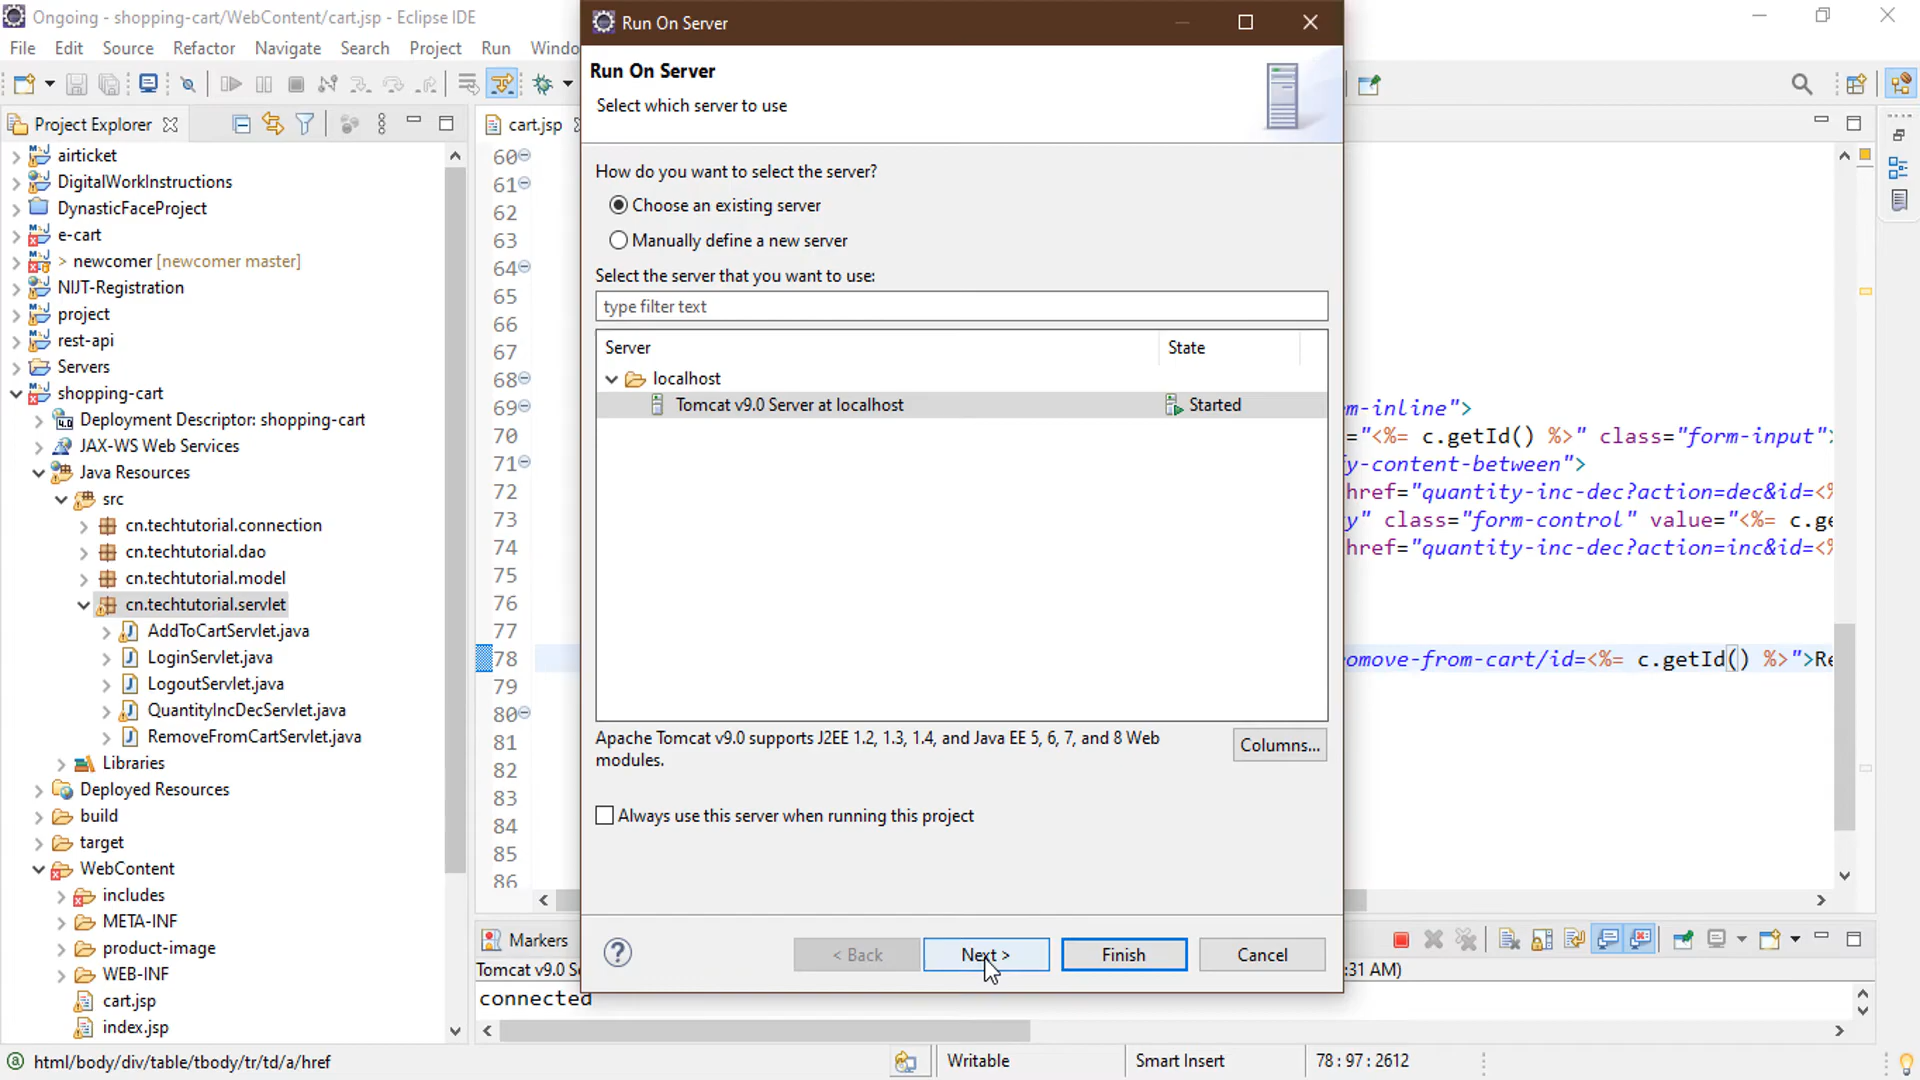 Ongoing - shopping-cart/WebContent/cart.jsp - Eclipse IDE
File Edit Source Refactor Navigate Search Project Run Windo
Project Explorer
airticket
DigitalWorkInstructions
DynasticFaceProject
e-cart
> newcomer [newcomer master]
NIJT-Registration
project
rest-api
Servers
shopping-cart
Deployment Descriptor: shopping-cart
JAX-WS Web Services
Java Resources
src
cn.techtutorial.connection
cn.techtutorial.dao
cn.techtutorial.model
cn.techtutorial.servlet
AddToCartServlet.java
LoginServlet.java
LogoutServlet.java
QuantityIncDecServlet.java
RemoveFromCartServlet.java
Libraries
Deployed Resources
build
target
WebContent
includes
META-INF
product-image
WEB-INF
cart.jsp
index.jsp
cart.jsp
60
61
62
63
64
65
66
67
68
69
70
71
72
73
74
75
76
77
78
79
80
81
82
83
84
85
86
Run On Server
Run On Server
Select which server to use
How do you want to select the server?
Choose an existing server
Manually define a new server
Select the server that you want to use:
type filter text
Server State
localhost
Tomcat v9.0 Server at localhost Started
Apache Tomcat v9.0 supports J2EE 1.2, 1.3, 1.4, and Java EE 5, 6, 7, and 8 Web
modules.
Columns...
Always use this server when running this project
? < Back Next > Finish Cancel
m-inline">
="<%= c.getId() %>" class="form-input">
fy-content-between">
href="quantity-inc-dec?action=dec&id=<%
y" class="form-control" value="<%= c.ge
href="quantity-inc-dec?action=inc&id=<%
omove-from-cart/id=<%= c.getId() %>">Re
Markers
Tomcat v9.0 Se :31 AM)
connected
html/body/div/table/tbody/tr/td/a/href
Writable
Smart Insert
78 : 97 : 2612